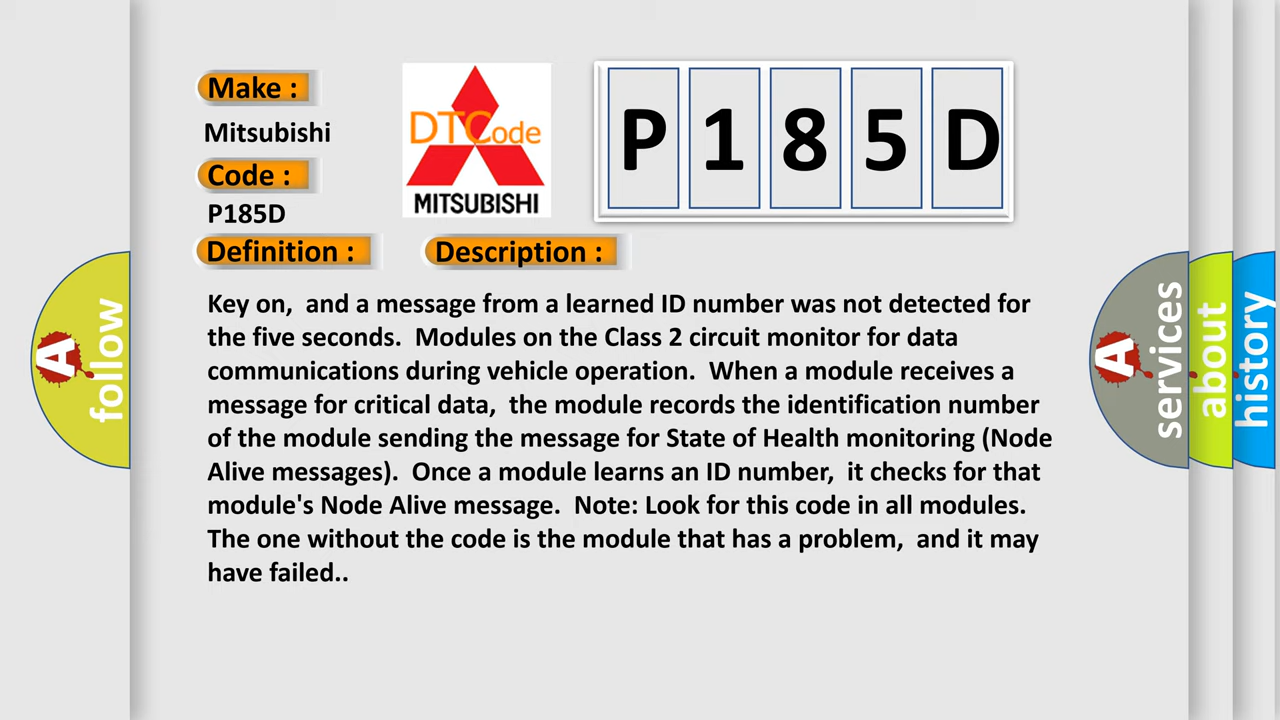 Make :
Mitsubishi
Code :
P185D
Definition :
Description :
DTCode
MITSUBISHI
P 1 8 5 D
Key on,  and a message from a learned ID number was not detected for
the five seconds  Modules on the Class 2 circuit monitor for data
communications during vehicle operation  When a module receives a
message for critical data,  the module records the identification number
of the module sending the message for State of Health monitoring (Node
Alive messages)  Once a module learns an ID number,  it checks for that
module's Node Alive message  Note: Look for this code in all modules
The one without the code is the module that has a problem,  and it may
have failed..
A follow
A services
about
history